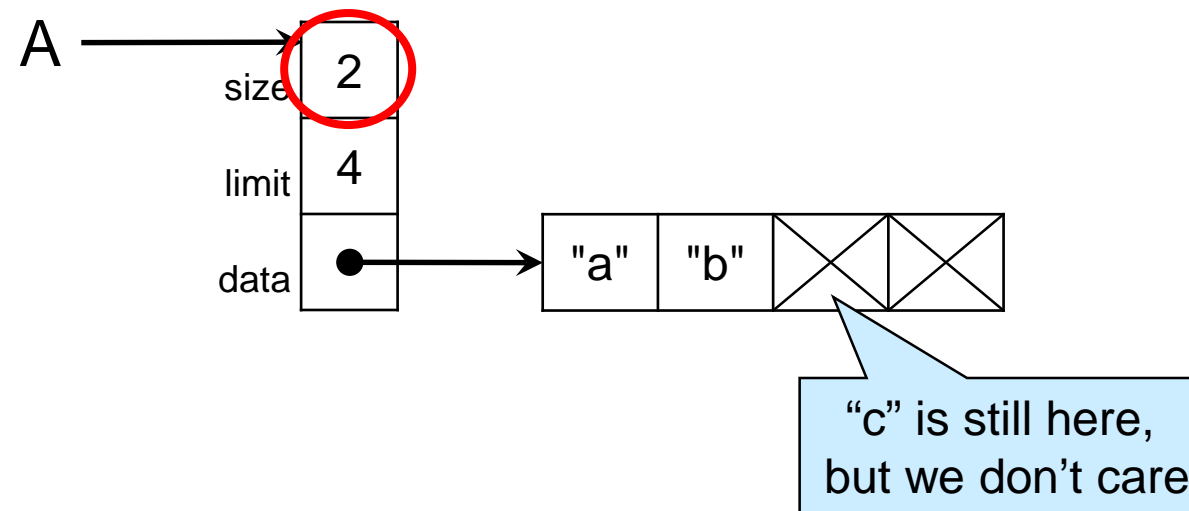 A
size 2
limit 4
data "a" "b"
“c” is still here,
but we don’t care